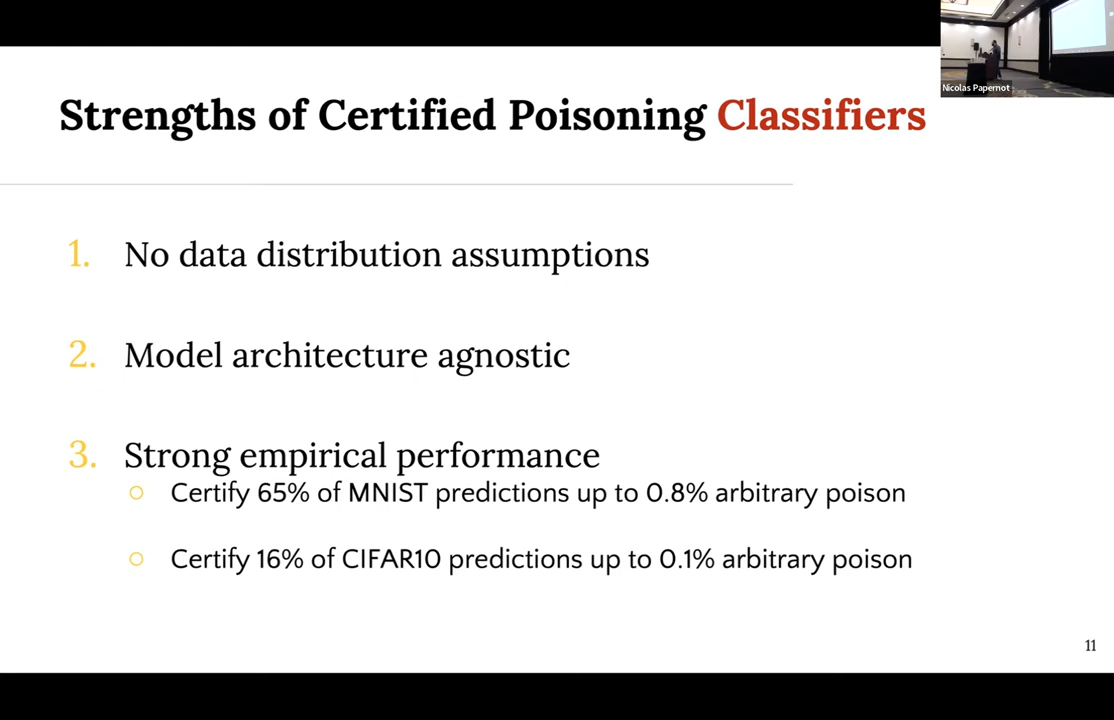 Nicolas Papernot
Strengths of Certified Poisoning Classifiers
1. No data distribution assumptions
2. Model architecture agnostic
3. Strong empirical performance
○ Certify 65% of MNIST predictions up to 0.8% arbitrary poison
○ Certify 16% of CIFAR10 predictions up to 0.1% arbitrary poison
11